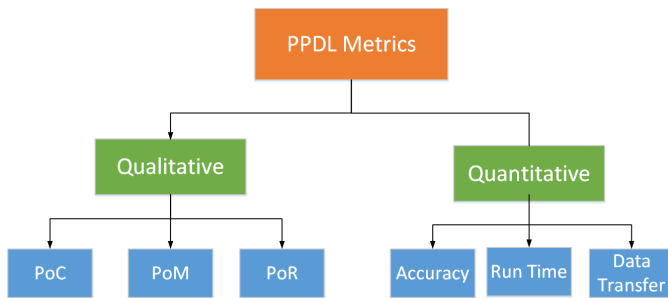 PPDL Metrics
Qualitative
Quantitative
PoC
PoM
PoR
Accuracy
Run Time
Data
Transfer